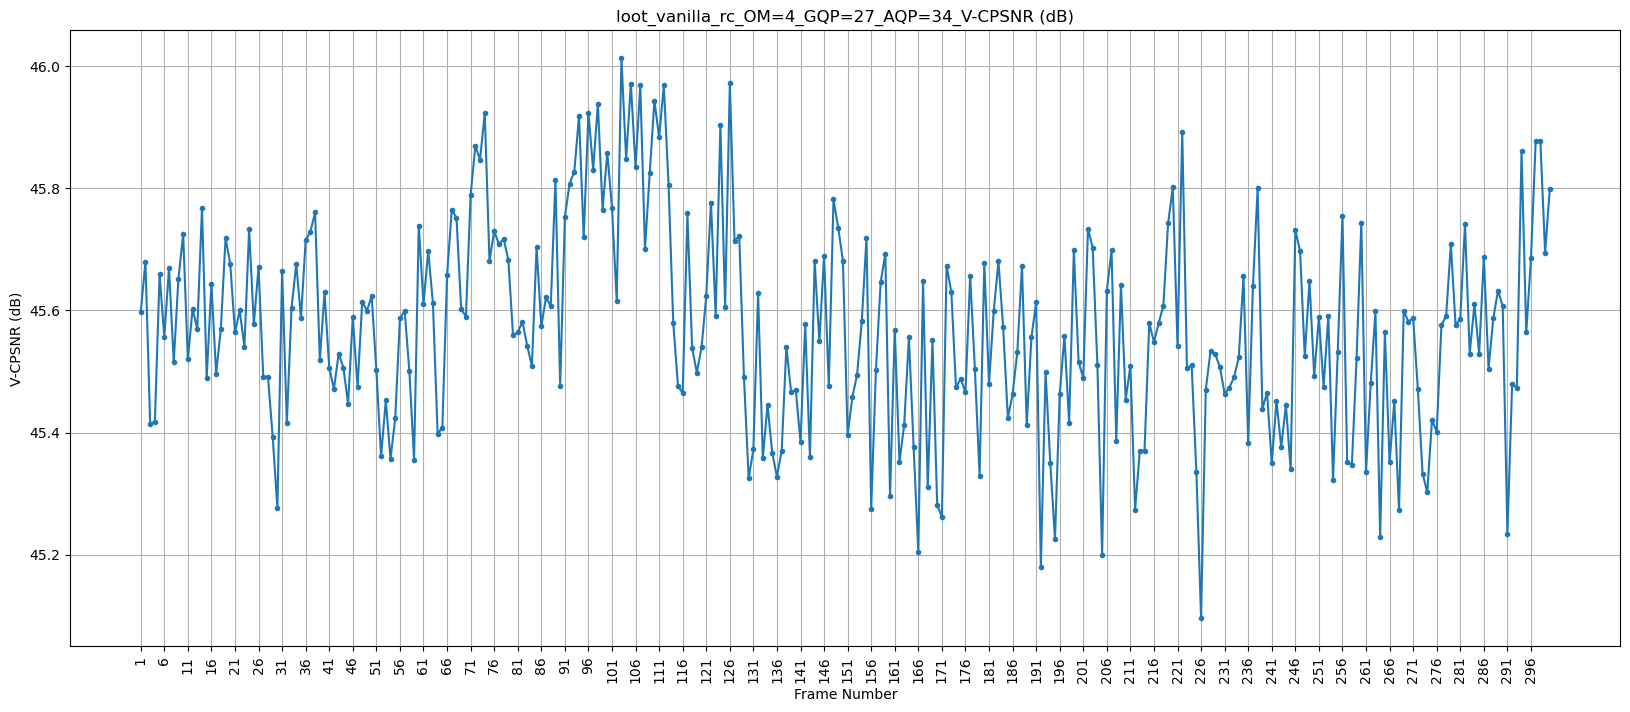 loot_vanilla_rc_OM=4_GQP=27_AQP=34_V-CPSNR (dB)
46.0
45.8
45.6
45.4
45.2
V-CPSNR (dB)
1 6 11 16 21 26 31 36 41 46 51 56 61 66 71 76 81 86 91 96 101 106 111 116 121 126 131 136 141 146 151 156 161 166 171 176 181 186 191 196 201 206 211 216 221 226 231 236 241 246 251 256 261 266 271 276 281 286 291 296
Frame Number